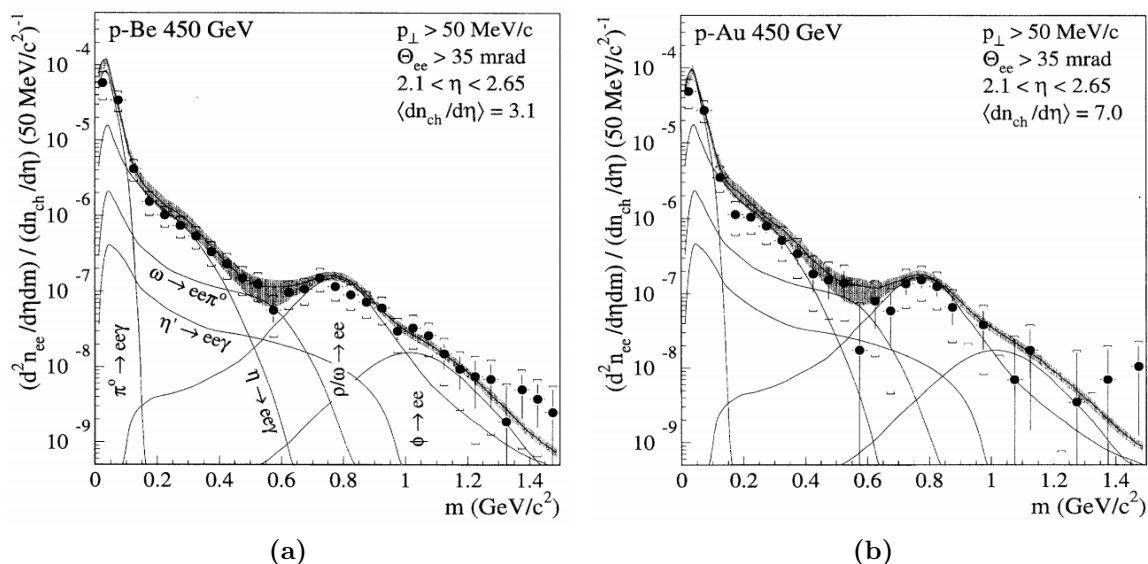 p-Be 450 GeV
p⊥ > 50 MeV/c
Θee > 35 mrad
2.1 < η < 2.65
⟨dnch/dη⟩ = 3.1
(d²nee/dηdm) / (dnch/dη) (50 MeV/c²)⁻¹
10⁻⁴
10⁻⁵
10⁻⁶
10⁻⁷
10⁻⁸
10⁻⁹
ω → eeπ°
η' → eeγ
π° → eeγ
η → eeγ
ρ/ω → ee
ϕ → ee
0 0.2 0.4 0.6 0.8 1 1.2 1.4
m (GeV/c²)
(a)
p-Au 450 GeV
p⊥ > 50 MeV/c
Θee > 35 mrad
2.1 < η < 2.65
⟨dnch/dη⟩ = 7.0
(d²nee/dηdm) / (dnch/dη) (50 MeV/c²)⁻¹
10⁻⁴
10⁻⁵
10⁻⁶
10⁻⁷
10⁻⁸
10⁻⁹
0 0.2 0.4 0.6 0.8 1 1.2 1.4
m (GeV/c²)
(b)